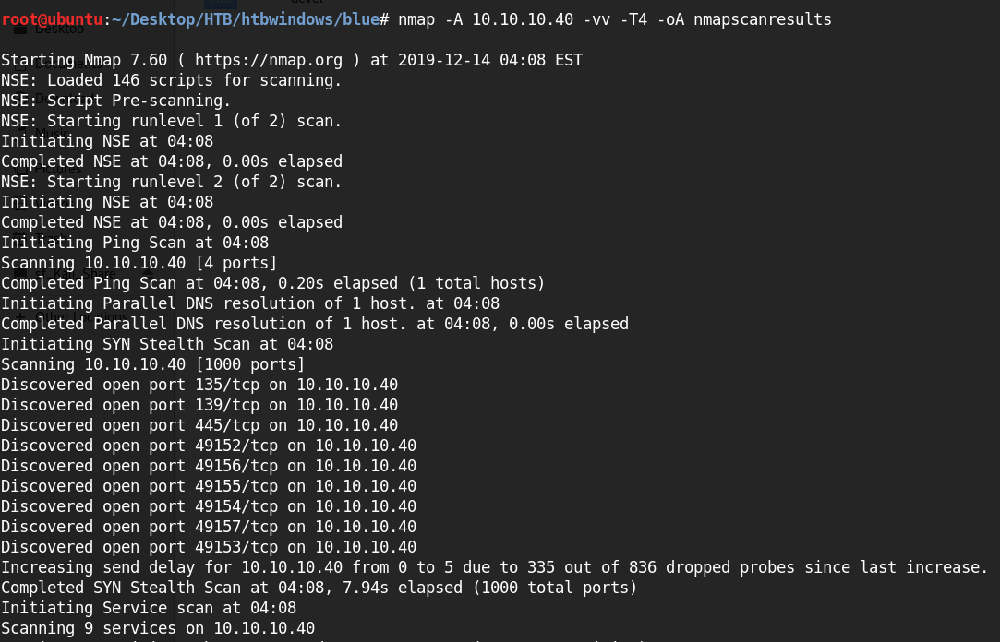 root@ubuntu:~/Desktop/HTB/htbwindows/blue# nmap -A 10.10.10.40 -vv -T4 -oA nmapscanresults
Desktop
Starting Nmap 7.60 ( https://nmap.org ) at 2019-12-14 04:08 EST
NSE: Loaded 146 scripts for scanning.
NSE: Script Pre-scanning.
NSE: Starting runlevel 1 (of 2) scan.
Initiating NSE at 04:08
Completed NSE at 04:08, 0.00s elapsed
NSE: Starting runlevel 2 (of 2) scan.
Initiating NSE at 04:08
Completed NSE at 04:08, 0.00s elapsed
Initiating Ping Scan at 04:08
Scanning 10.10.10.40 [4 ports]
Completed Ping Scan at 04:08, 0.20s elapsed (1 total hosts)
Initiating Parallel DNS resolution of 1 host. at 04:08
Completed Parallel DNS resolution of 1 host. at 04:08, 0.00s elapsed
Initiating SYN Stealth Scan at 04:08
Scanning 10.10.10.40 [1000 ports]
Discovered open port 135/tcp on 10.10.10.40
Discovered open port 139/tcp on 10.10.10.40
Discovered open port 445/tcp on 10.10.10.40
Discovered open port 49152/tcp on 10.10.10.40
Discovered open port 49156/tcp on 10.10.10.40
Discovered open port 49155/tcp on 10.10.10.40
Discovered open port 49154/tcp on 10.10.10.40
Discovered open port 49157/tcp on 10.10.10.40
Discovered open port 49153/tcp on 10.10.10.40
Increasing send delay for 10.10.10.40 from 0 to 5 due to 335 out of 836 dropped probes since last increase.
Completed SYN Stealth Scan at 04:08, 7.94s elapsed (1000 total ports)
Initiating Service scan at 04:08
Scanning 9 services on 10.10.10.40